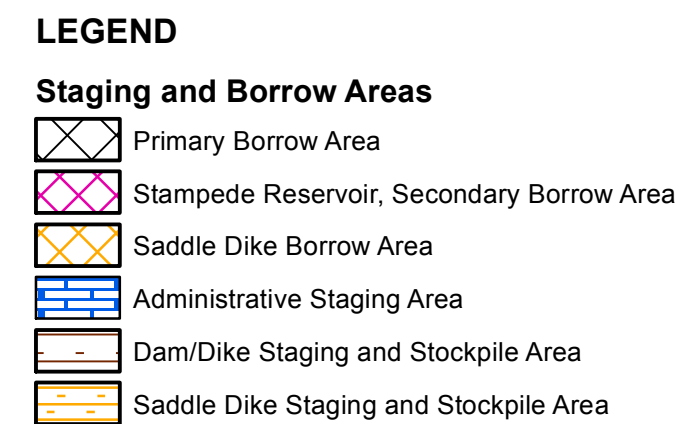 LEGEND
Staging and Borrow Areas
Primary Borrow Area
Stampede Reservoir, Secondary Borrow Area
Saddle Dike Borrow Area
Administrative Staging Area
Dam/Dike Staging and Stockpile Area
Saddle Dike Staging and Stockpile Area